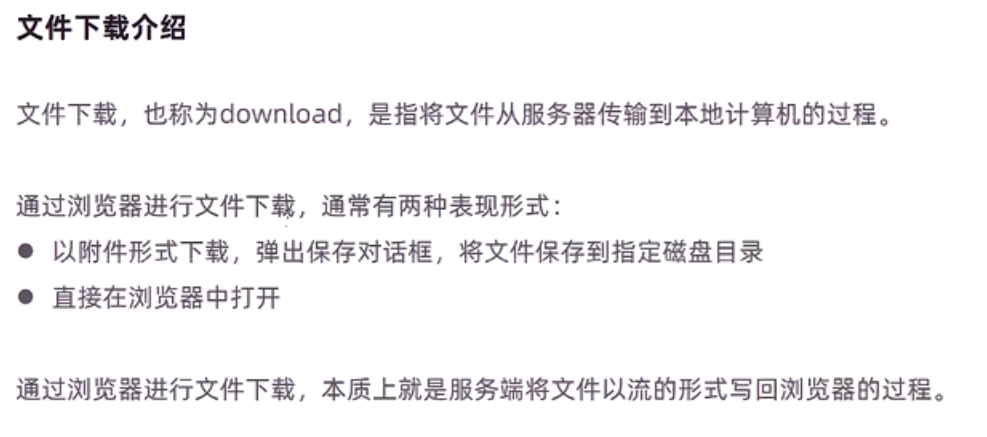 文件下载介绍
文件下载，也称为download，是指将文件从服务器传输到本地计算机的过程。
通过浏览器进行文件下载，通常有两种表现形式：
● 以附件形式下载，弹出保存对话框，将文件保存到指定磁盘目录
● 直接在浏览器中打开
通过浏览器进行文件下载，本质上就是服务端将文件以流的形式写回浏览器的过程。